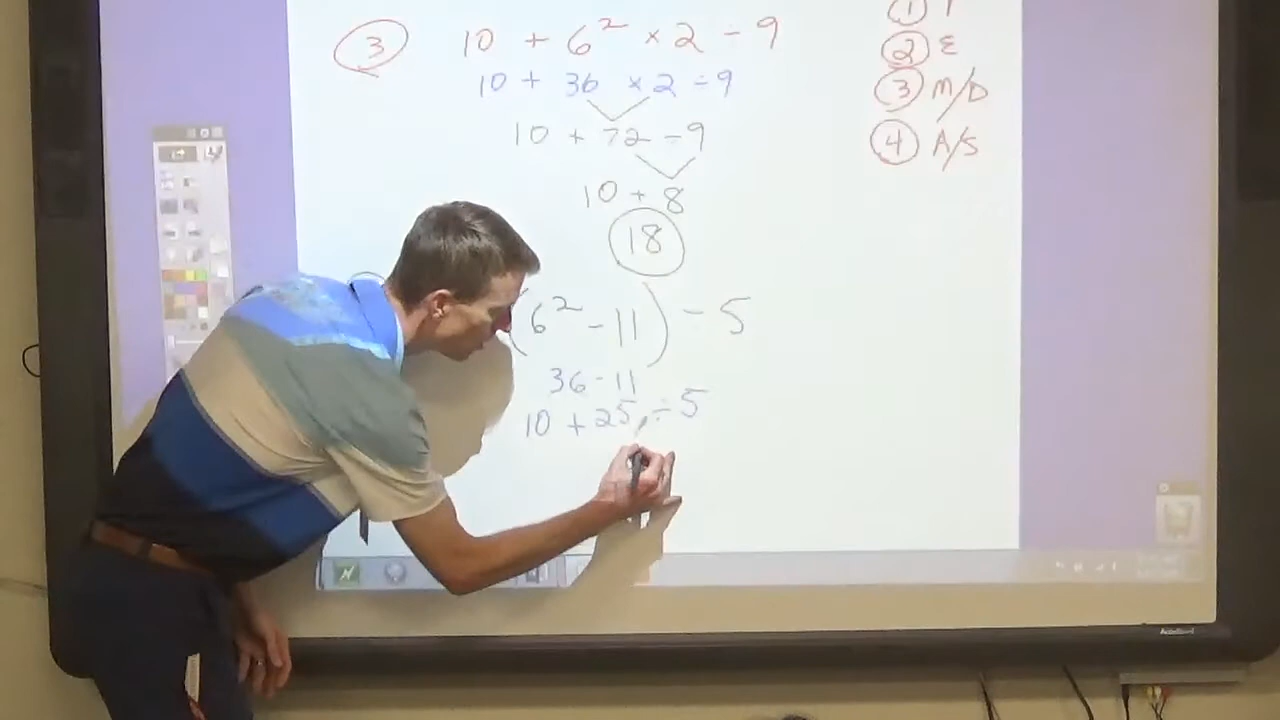 ③ 10 + 6² × 2 ÷ 9
10 + 36 × 2 ÷ 9
10 + 72 ÷ 9
10 + 8
18
(6² - 11) ÷ 5
36 - 11
10 + 25 ÷ 5
②  E
③ M/D
④ A/S